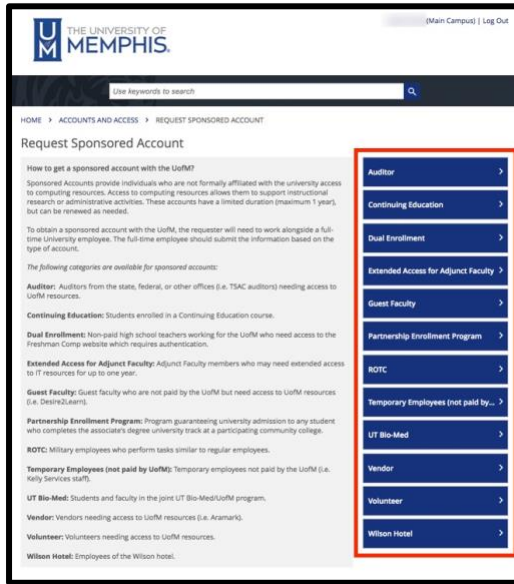 (Main Campus) | Log Out
UM
THE UNIVERSITY OF
MEMPHIS.
Use keywords to search
HOME > ACCOUNTS AND ACCESS > REQUEST SPONSORED ACCOUNT
Request Sponsored Account
How to get a sponsored account with the UofM?
Sponsored Accounts provide individuals who are not formally affiliated with the university access
to computing resources. Access to computing resources allows them to support instructional
research or administrative activities. These accounts have a limited duration (maximum 1 year),
but can be renewed as needed.
To obtain a sponsored account with the UofM, the requester will need to work alongside a full-
time University employee. The full-time employee should submit the information based on the
type of account.
The following categories are available for sponsored accounts:
Auditor: Auditors from the state, federal, or other offices (i.e. TSAC auditors) needing access to
UofM resources.
Continuing Education: Students enrolled in a Continuing Education course.
Dual Enrollment: Non-paid high school teachers working for the UofM who need access to the
Freshman Comp website which requires authentication.
Extended Access for Adjunct Faculty: Adjunct Faculty members who may need extended access
to IT resources for up to one year.
Guest Faculty: Guest faculty who are not paid by the UofM but need access to UofM resources
(i.e. Desire2Learn).
Partnership Enrollment Program: Program guaranteeing university admission to any student
who completes the associate's degree university track at a participating community college.
ROTC: Military employees who perform tasks similar to regular employees.
Temporary Employees (not paid by UofM): Temporary employees not paid by the UofM (i.e.
Kelly Services staff).
UT Bio-Med: Students and faculty in the joint UT Bio-Med/UofM program.
Vendor: Vendors needing access to UofM resources (i.e. Aramark).
Volunteer: Volunteers needing access to UofM resources.
Wilson Hotel: Employees of the Wilson hotel.
Auditor
Continuing Education
Dual Enrollment
Extended Access for Adjunct Faculty
Guest Faculty
Partnership Enrollment Program
ROTC
Temporary Employees (not paid by...
UT Bio-Med
Vendor
Volunteer
Wilson Hotel